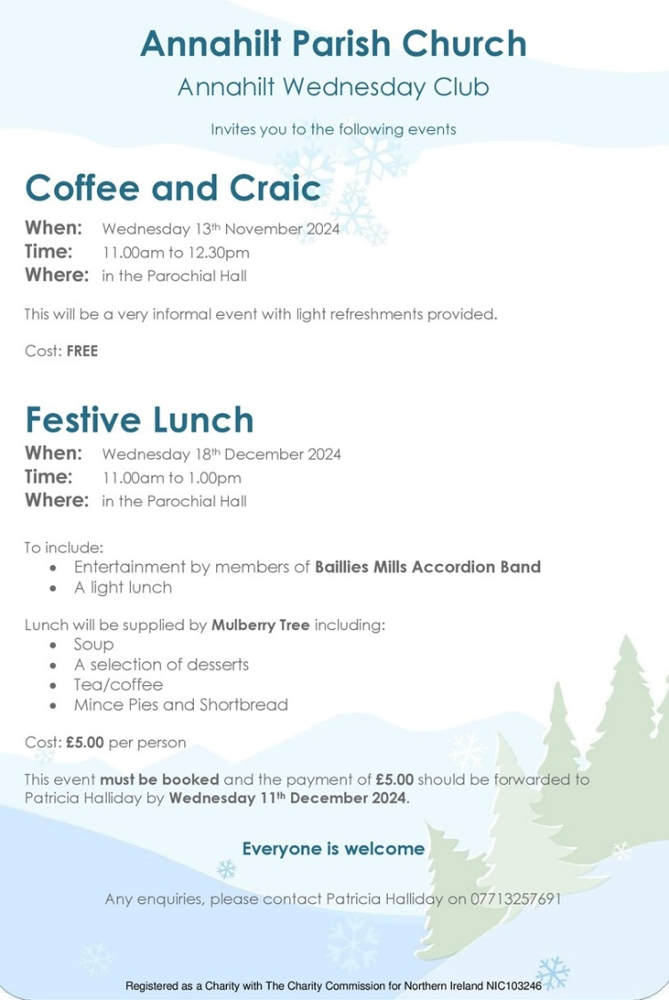 Annahilt Parish Church
Annahilt Wednesday Club
Invites you to the following events
Coffee and Craic
When: Wednesday 13th November 2024
Time: 11.00am to 12.30pm
Where: in the Parochial Hall
This will be a very informal event with light refreshments provided.
Cost: FREE
Festive Lunch
When: Wednesday 18th December 2024
Time: 11.00am to 1.00pm
Where: in the Parochial Hall
To include:
• Entertainment by members of Baillies Mills Accordion Band
• A light lunch
Lunch will be supplied by Mulberry Tree including:
• Soup
• A selection of desserts
• Tea/coffee
• Mince Pies and Shortbread
Cost: £5.00 per person
This event must be booked and the payment of £5.00 should be forwarded to
Patricia Halliday by Wednesday 11th December 2024.
Everyone is welcome
Any enquiries, please contact Patricia Halliday on 07713257691
Registered as a Charity with The Charity Commission for Northern Ireland NIC103246